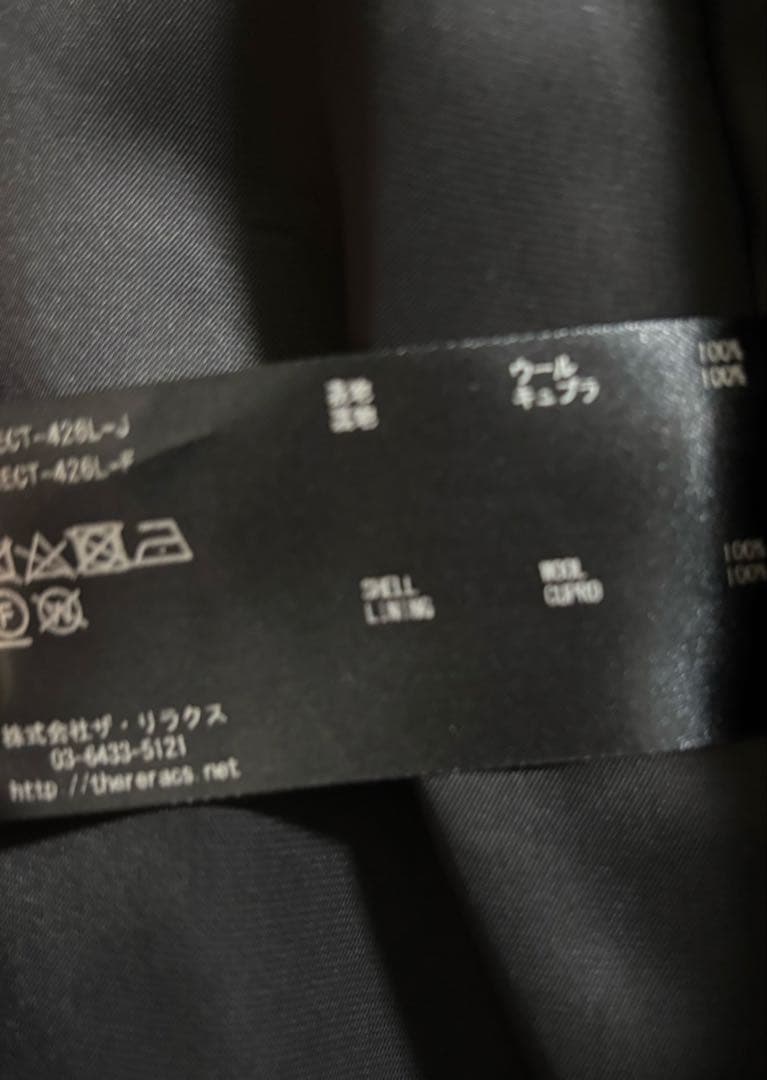 ECT-426L-J
ECT-426L-F
表地 ウール 100%
裏地 キュプラ 100%
F W
SHELL WOOL 100%
LINING CUPRO 100%
株式会社ザ・リラクス
03-6433-5121
http://thereracs.net